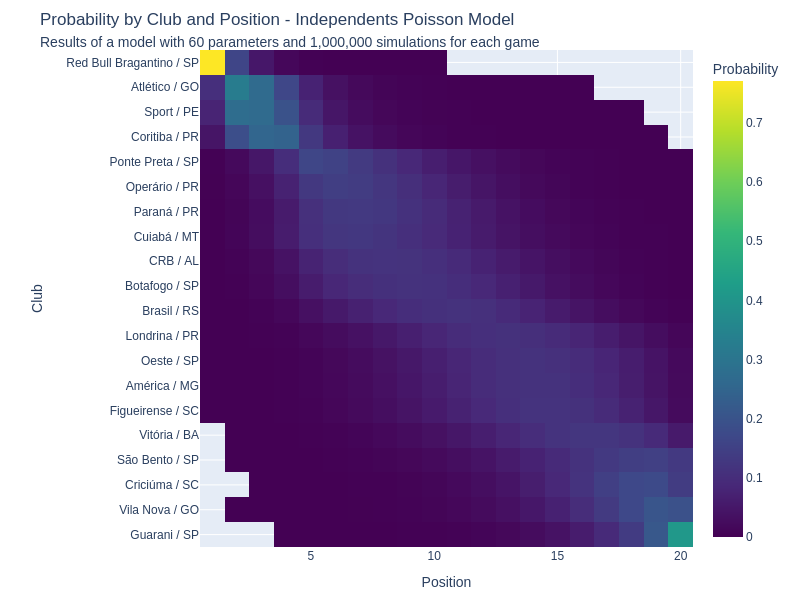 Probability by Club and Position - Independents Poisson Model
Results of a model with 60 parameters and 1,000,000 simulations for each game
Red Bull Bragantino / SP
Atlético / GO
Sport / PE
Coritiba / PR
Ponte Preta / SP
Operário / PR
Paraná / PR
Cuiabá / MT
CRB / AL
Botafogo / SP
Brasil / RS
Londrina / PR
Oeste / SP
América / MG
Figueirense / SC
Vitória / BA
São Bento / SP
Criciúma / SC
Vila Nova / GO
Guarani / SP
Club
5 10 15 20
Position
Probability
0.7
0.6
0.5
0.4
0.3
0.2
0.1
0